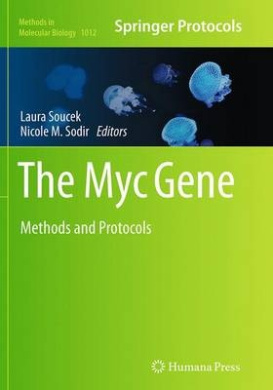 Methods in
Molecular Biology 1012
Springer Protocols
Laura Soucek
Nicole M. Sodir Editors
The Myc Gene
Methods and Protocols
Humana Press